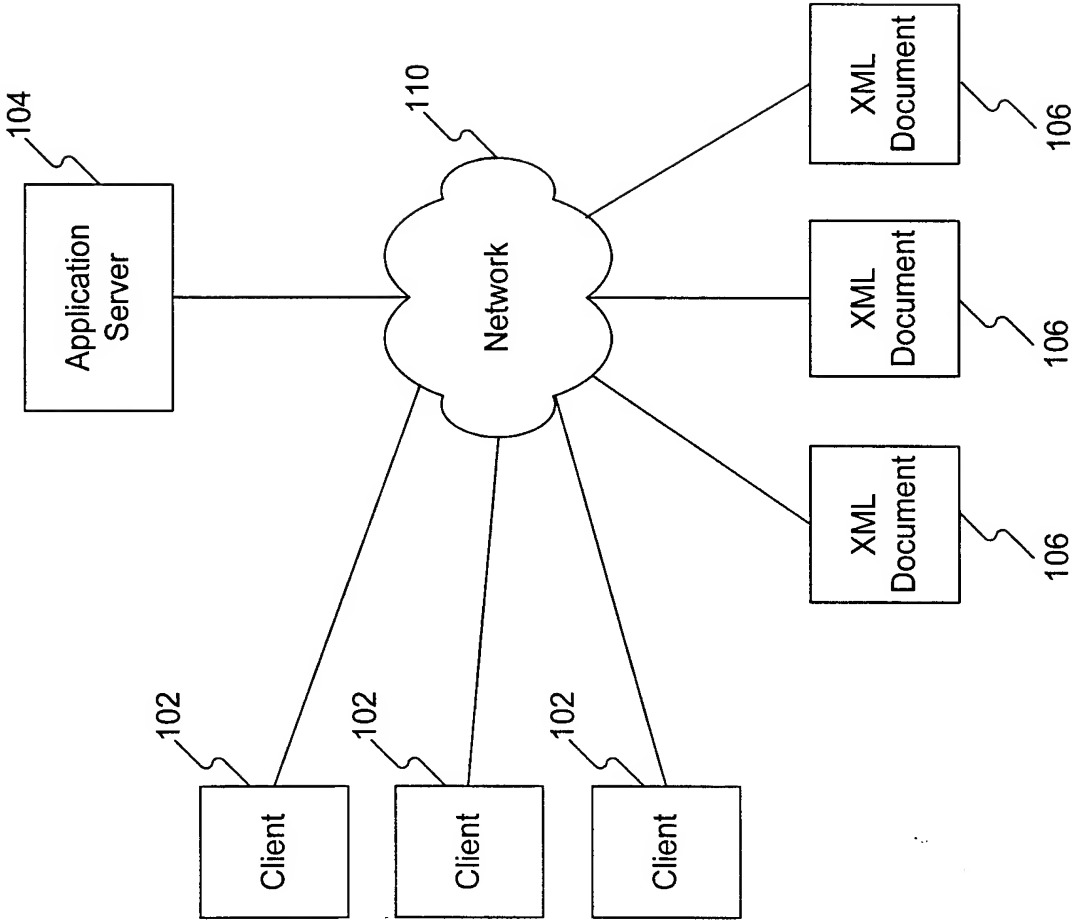 Client
102
Client
102
Client
102
Application
Server
104
Network
110
XML
Document
106
XML
Document
106
XML
Document
106